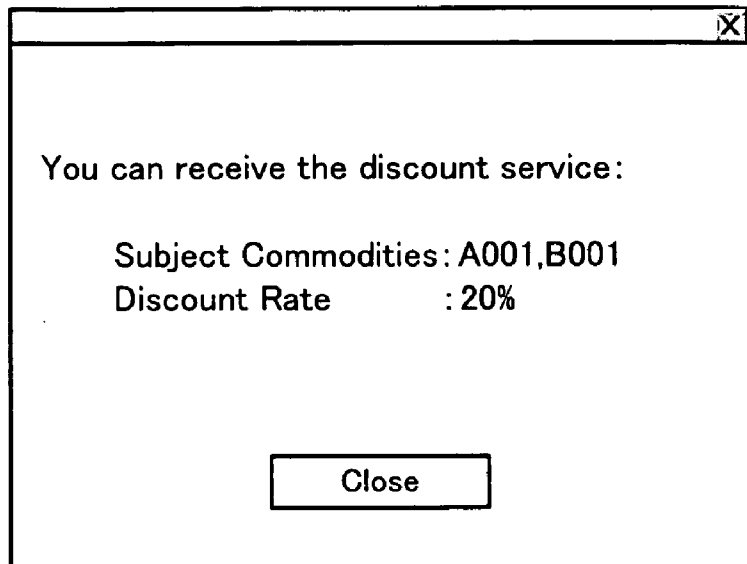 X
You can receive the discount service:
Subject Commodities: A001,B001
Discount Rate : 20%
Close